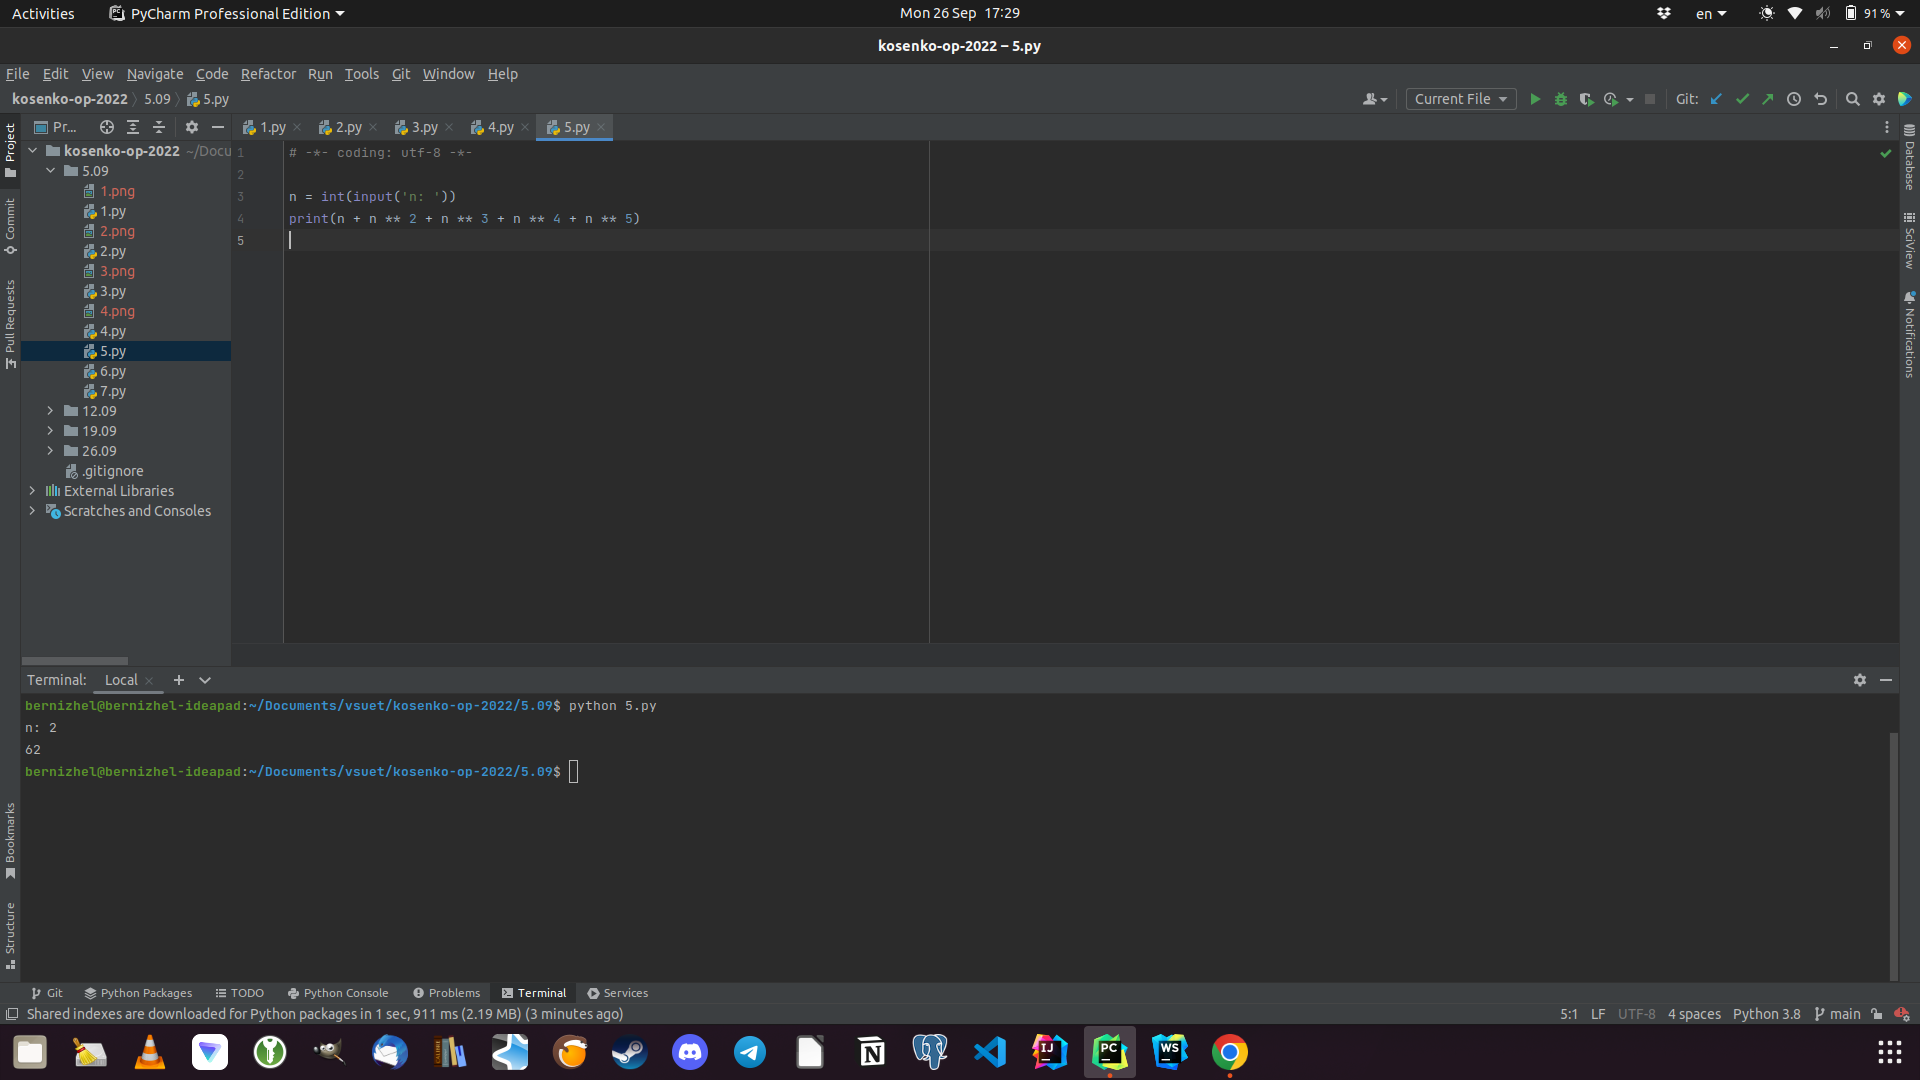 Activities PyCharm Professional Edition Mon 26 Sep 17:29 en 91 %
kosenko-op-2022 – 5.py
File Edit View Navigate Code Refactor Run Tools Git Window Help
kosenko-op-2022 5.09 5.py Current File Git:
Project
Commit
Pull Requests
Bookmarks
Structure
Pr...
kosenko-op-2022 ~/Docu
5.09
1.png
1.py
2.png
2.py
3.png
3.py
4.png
4.py
5.py
6.py
7.py
12.09
19.09
26.09
.gitignore
External Libraries
Scratches and Consoles
1.py 2.py 3.py 4.py 5.py
1 # -*- coding: utf-8 -*-
2
3 n = int(input('n: '))
4 print(n + n ** 2 + n ** 3 + n ** 4 + n ** 5)
5
Database
SciView
Notifications
Terminal: Local
bernizhel@bernizhel-ideapad:~/Documents/vsuet/kosenko-op-2022/5.09$ python 5.py
n: 2
62
bernizhel@bernizhel-ideapad:~/Documents/vsuet/kosenko-op-2022/5.09$
Git Python Packages TODO Python Console Problems Terminal Services
Shared indexes are downloaded for Python packages in 1 sec, 911 ms (2.19 MB) (3 minutes ago) 5:1 LF UTF-8 4 spaces Python 3.8 main
IJ PC WS